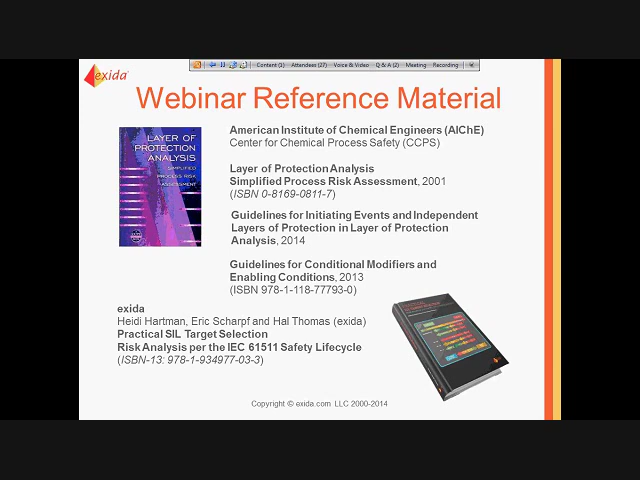 exida
Content (1) Attendees (27) Voice & Video Q & A (2) Meeting Recording
Webinar Reference Material
LAYER OF
PROTECTION
ANALYSIS
SIMPLIFIED
PROCESS RISK
ASSESSMENT
American Institute of Chemical Engineers (AIChE)
Center for Chemical Process Safety (CCPS)
Layer of Protection Analysis
Simplified Process Risk Assessment, 2001
(ISBN 0-8169-0811-7)
Guidelines for Initiating Events and Independent
Layers of Protection in Layer of Protection
Analysis, 2014
Guidelines for Conditional Modifiers and
Enabling Conditions, 2013
(ISBN 978-1-118-77793-0)
exida
Heidi Hartman, Eric Scharpf and Hal Thomas (exida)
Practical SIL Target Selection
Risk Analysis per the IEC 61511 Safety Lifecycle
(ISBN-13: 978-1-934977-03-3)
Copyright © exida.com LLC 2000-2014